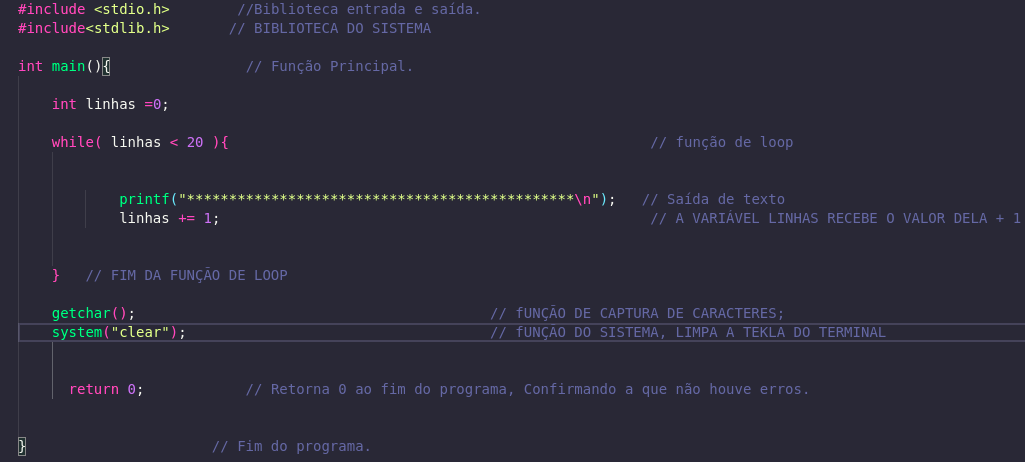 #include <stdio.h>        //Biblioteca entrada e saída.
#include<stdlib.h>       // BIBLIOTECA DO SISTEMA
int main(){                // Função Principal.
int linhas =0;
while( linhas < 20 ){                                                  // função de loop
printf("**********************************************\n");   // Saída de texto
linhas += 1;                                                   // A VARIÁVEL LINHAS RECEBE O VALOR DELA + 1
}   // FIM DA FUNÇÃO DE LOOP
getchar();                                          // fUNÇÃO DE CAPTURA DE CARACTERES;
system("clear");                                    // fUNÇÃO DO SISTEMA, LIMPA A TEKLA DO TERMINAL
return 0;            // Retorna 0 ao fim do programa, Confirmando a que não houve erros.
}                      // Fim do programa.